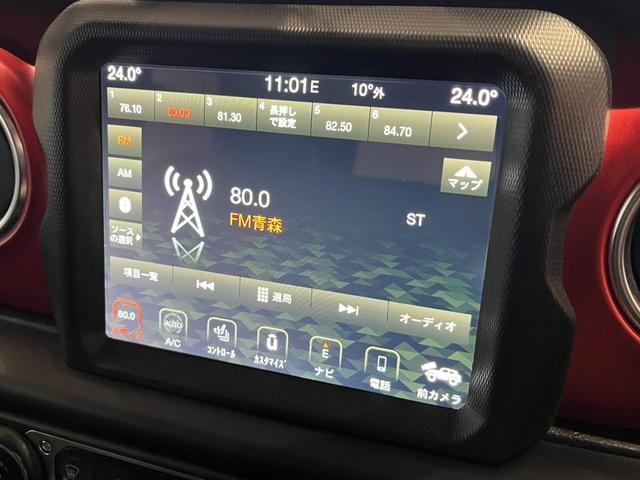 24.0°
11:01 E
10°外
24.0°
1
76.10
2
80.00
3
81.30
4
長押し
で設定
5
82.50
6
84.70
FM
AM
ソース
の選択
80.0
FM青森
ST
マップ
項目一覧
選局
オーディオ
80.0
メディア
AUTO
A/C
コントロール
カスタマイズ
E
ナビ
電話
前カメラ